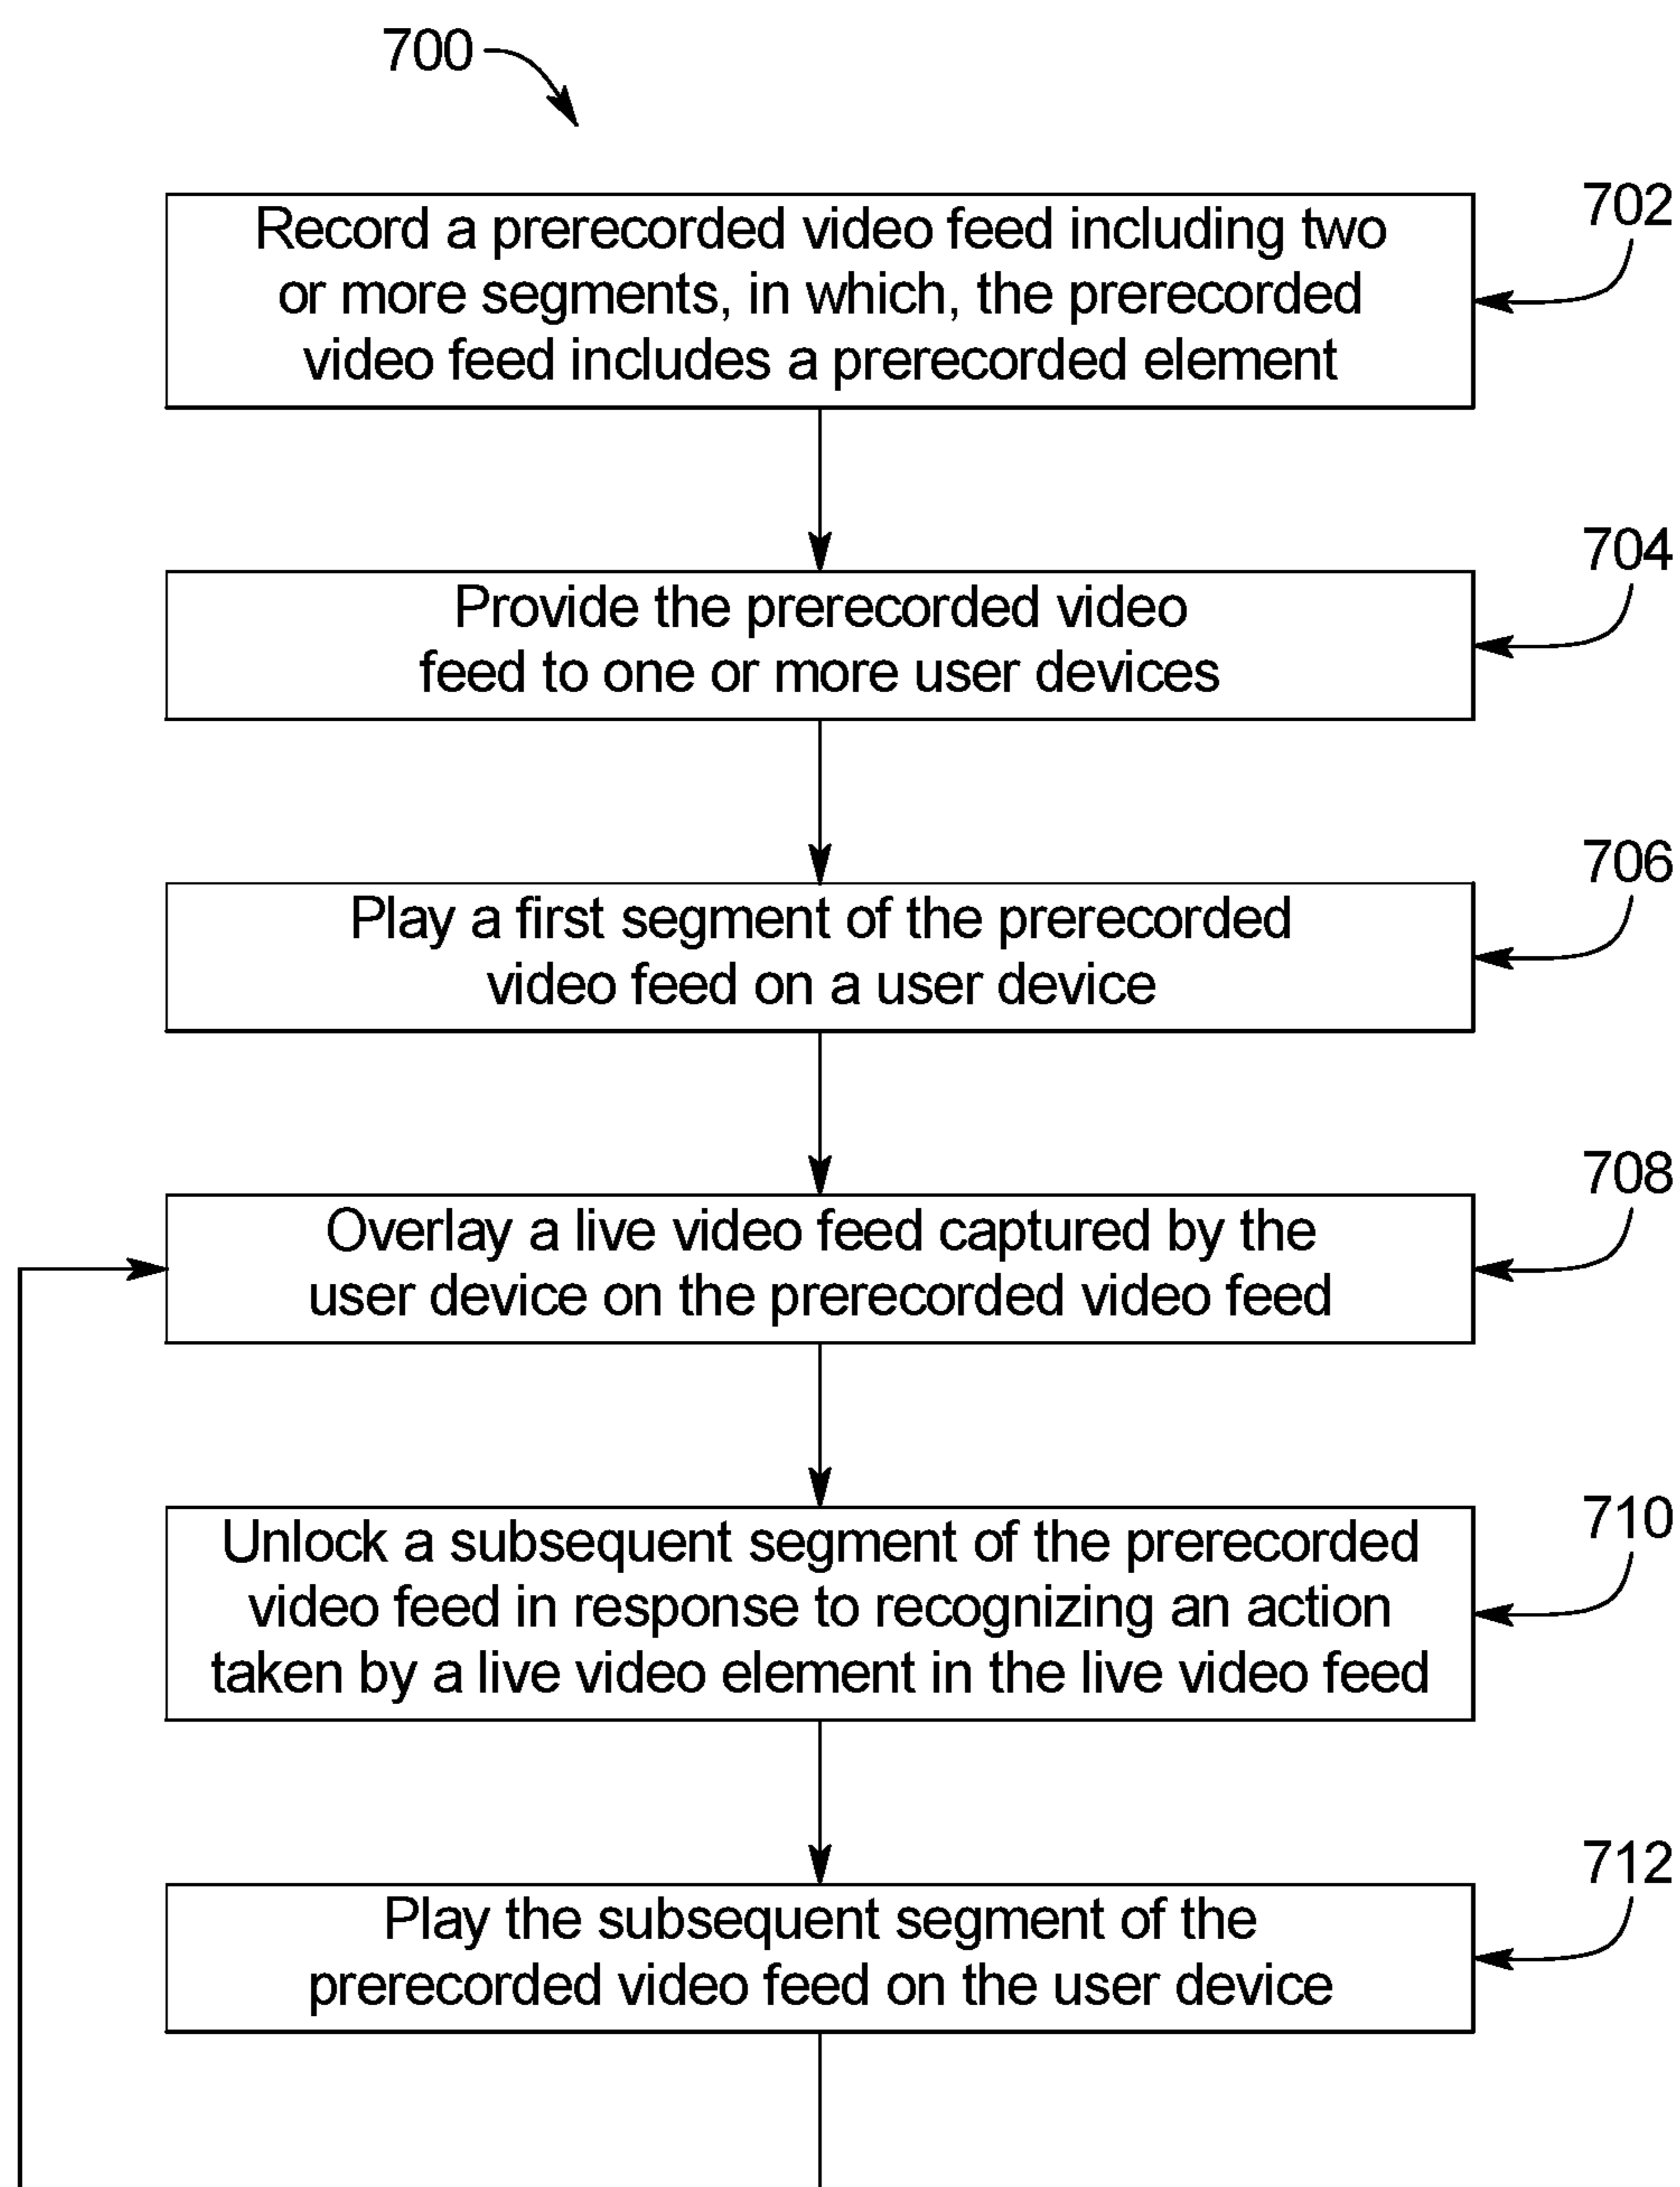 700
702
Record a prerecorded video feed including two
or more segments, in which, the prerecorded
video feed includes a prerecorded element
704
Provide the prerecorded video
feed to one or more user devices
706
Play a first segment of the prerecorded
video feed on a user device
708
Overlay a live video feed captured by the
user device on the prerecorded video feed
710
Unlock a subsequent segment of the prerecorded
video feed in response to recognizing an action
taken by a live video element in the live video feed
712
Play the subsequent segment of the
prerecorded video feed on the user device